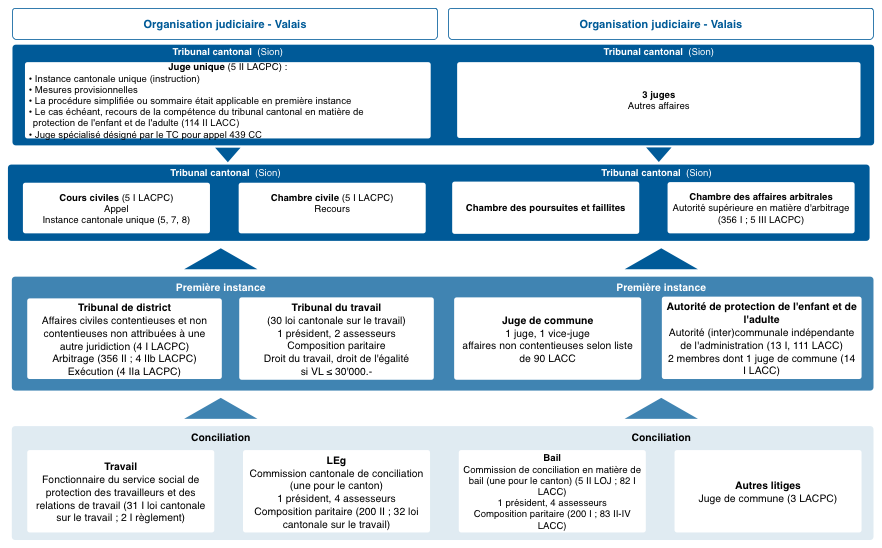 Organisation judiciaire - Valais
Organisation judiciaire - Valais
Tribunal cantonal (Sion)
Juge unique (5 II LACPC) :
• Instance cantonale unique (instruction)
• Mesures provisionnelles
• La procédure simplifiée ou sommaire était applicable en première instance
• Le cas échéant, recours de la compétence du tribunal cantonal en matière de
protection de l'enfant et de l'adulte (114 II LACC)
• Juge spécialisé désigné par le TC pour appel 439 CC
Tribunal cantonal (Sion)
3 juges
Autres affaires
Tribunal cantonal (Sion)
Cours civiles (5 I LACPC)
Appel
Instance cantonale unique (5, 7, 8)
Chambre civile (5 I LACPC)
Recours
Tribunal cantonal (Sion)
Chambre des poursuites et faillites
Chambre des affaires arbitrales
Autorité supérieure en matière d'arbitrage
(356 I ; 5 III LACPC)
Première instance
Tribunal de district
Affaires civiles contentieuses et non
contentieuses non attribuées à une
autre juridiction (4 I LACPC)
Arbitrage (356 II ; 4 IIb LACPC)
Exécution (4 IIa LACPC)
Tribunal du travail
(30 loi cantonale sur le travail)
1 président, 2 assesseurs
Composition paritaire
Droit du travail, droit de l'égalité
si VL ≤ 30'000.-
Première instance
Juge de commune
1 juge, 1 vice-juge
affaires non contentieuses selon liste
de 90 LACC
Autorité de protection de l'enfant et de
l'adulte
Autorité (inter)communale indépendante
de l'administration (13 I, 111 LACC)
2 membres dont 1 juge de commune (14
I LACC)
Conciliation
Travail
Fonctionnaire du service social de
protection des travailleurs et des
relations de travail (31 I loi cantonale
sur le travail ; 2 I règlement)
LEg
Commission cantonale de conciliation
(une pour le canton)
1 président, 4 assesseurs
Composition paritaire (200 II ; 32 loi
cantonale sur le travail)
Conciliation
Bail
Commission de conciliation en matière de
bail (une pour le canton) (5 II LOJ ; 82 I
LACC)
1 président, 4 assesseurs
Composition paritaire (200 I ; 83 II-IV
LACC)
Autres litiges
Juge de commune (3 LACPC)